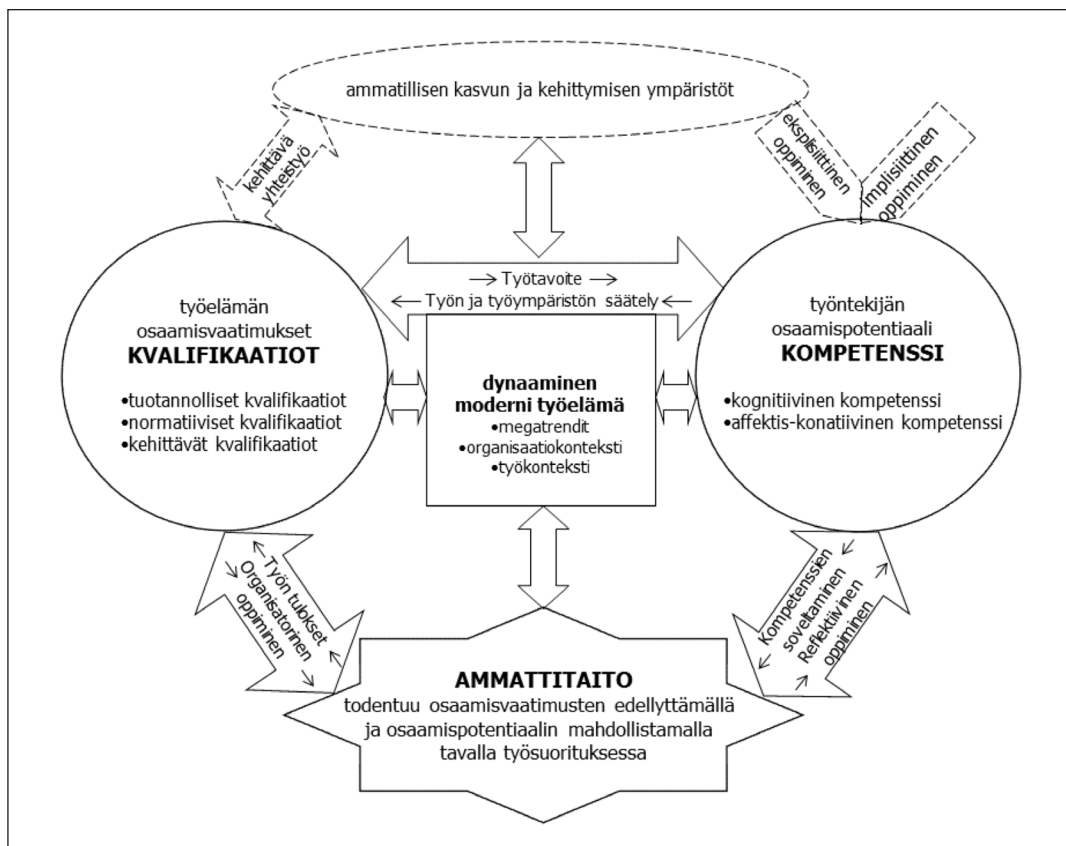 ammatillisen kasvun ja kehittymisen ympäristöt
kehittävä
yhteistyö
eksplisiittinen
oppiminen
implisiittinen
oppiminen
→ Työtavoite →
← Työn ja työympäristön säätely ←
työelämän
osaamisvaatimukset
KVALIFIKAATIOT
•tuotannolliset kvalifikaatiot
•normatiiviset kvalifikaatiot
•kehittävät kvalifikaatiot
dynaaminen
moderni työelämä
•megatrendit
•organisaatiokonteksti
•työkonteksti
työntekijän
osaamispotentiaali
KOMPETENSSI
•kognitiivinen kompetenssi
•affektis-konatiivinen kompetenssi
← Työn tulokset ←
→ Organisatorinen →
oppiminen
← Kompetenssien
soveltaminen ←
→ Reflektiivinen
oppiminen →
AMMATTITAITO
todentuu osaamisvaatimusten edellyttämällä
ja osaamispotentiaalin mahdollistamalla
tavalla työsuorituksessa